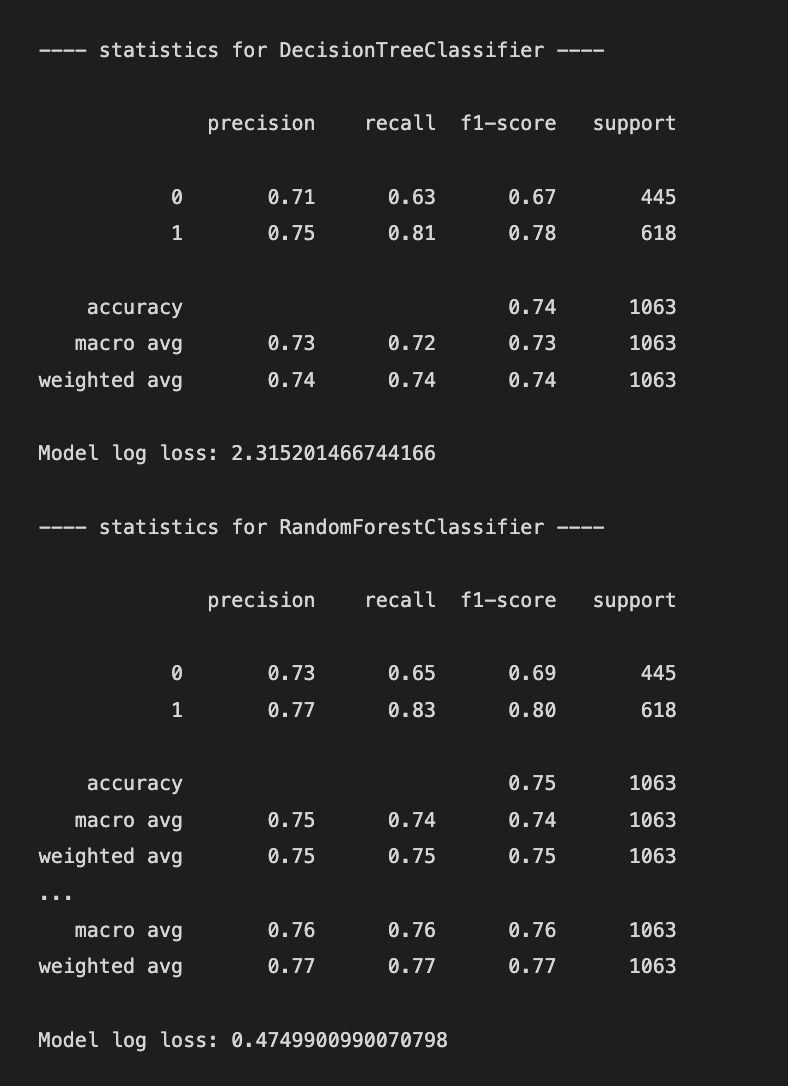 ---- statistics for DecisionTreeClassifier ----
precision recall f1-score support
0 0.71 0.63 0.67 445
1 0.75 0.81 0.78 618
accuracy 0.74 1063
macro avg 0.73 0.72 0.73 1063
weighted avg 0.74 0.74 0.74 1063
Model log loss: 2.315201466744166
---- statistics for RandomForestClassifier ----
precision recall f1-score support
0 0.73 0.65 0.69 445
1 0.77 0.83 0.80 618
accuracy 0.75 1063
macro avg 0.75 0.74 0.74 1063
weighted avg 0.75 0.75 0.75 1063
...
macro avg 0.76 0.76 0.76 1063
weighted avg 0.77 0.77 0.77 1063
Model log loss: 0.4749900990070798